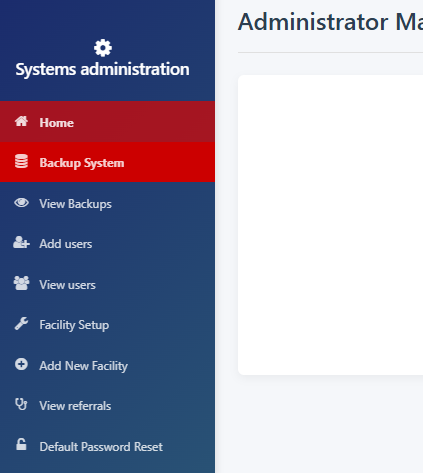 Administrator Ma
Systems administration
Home
Backup System
View Backups
Add users
View users
Facility Setup
Add New Facility
View referrals
Default Password Reset